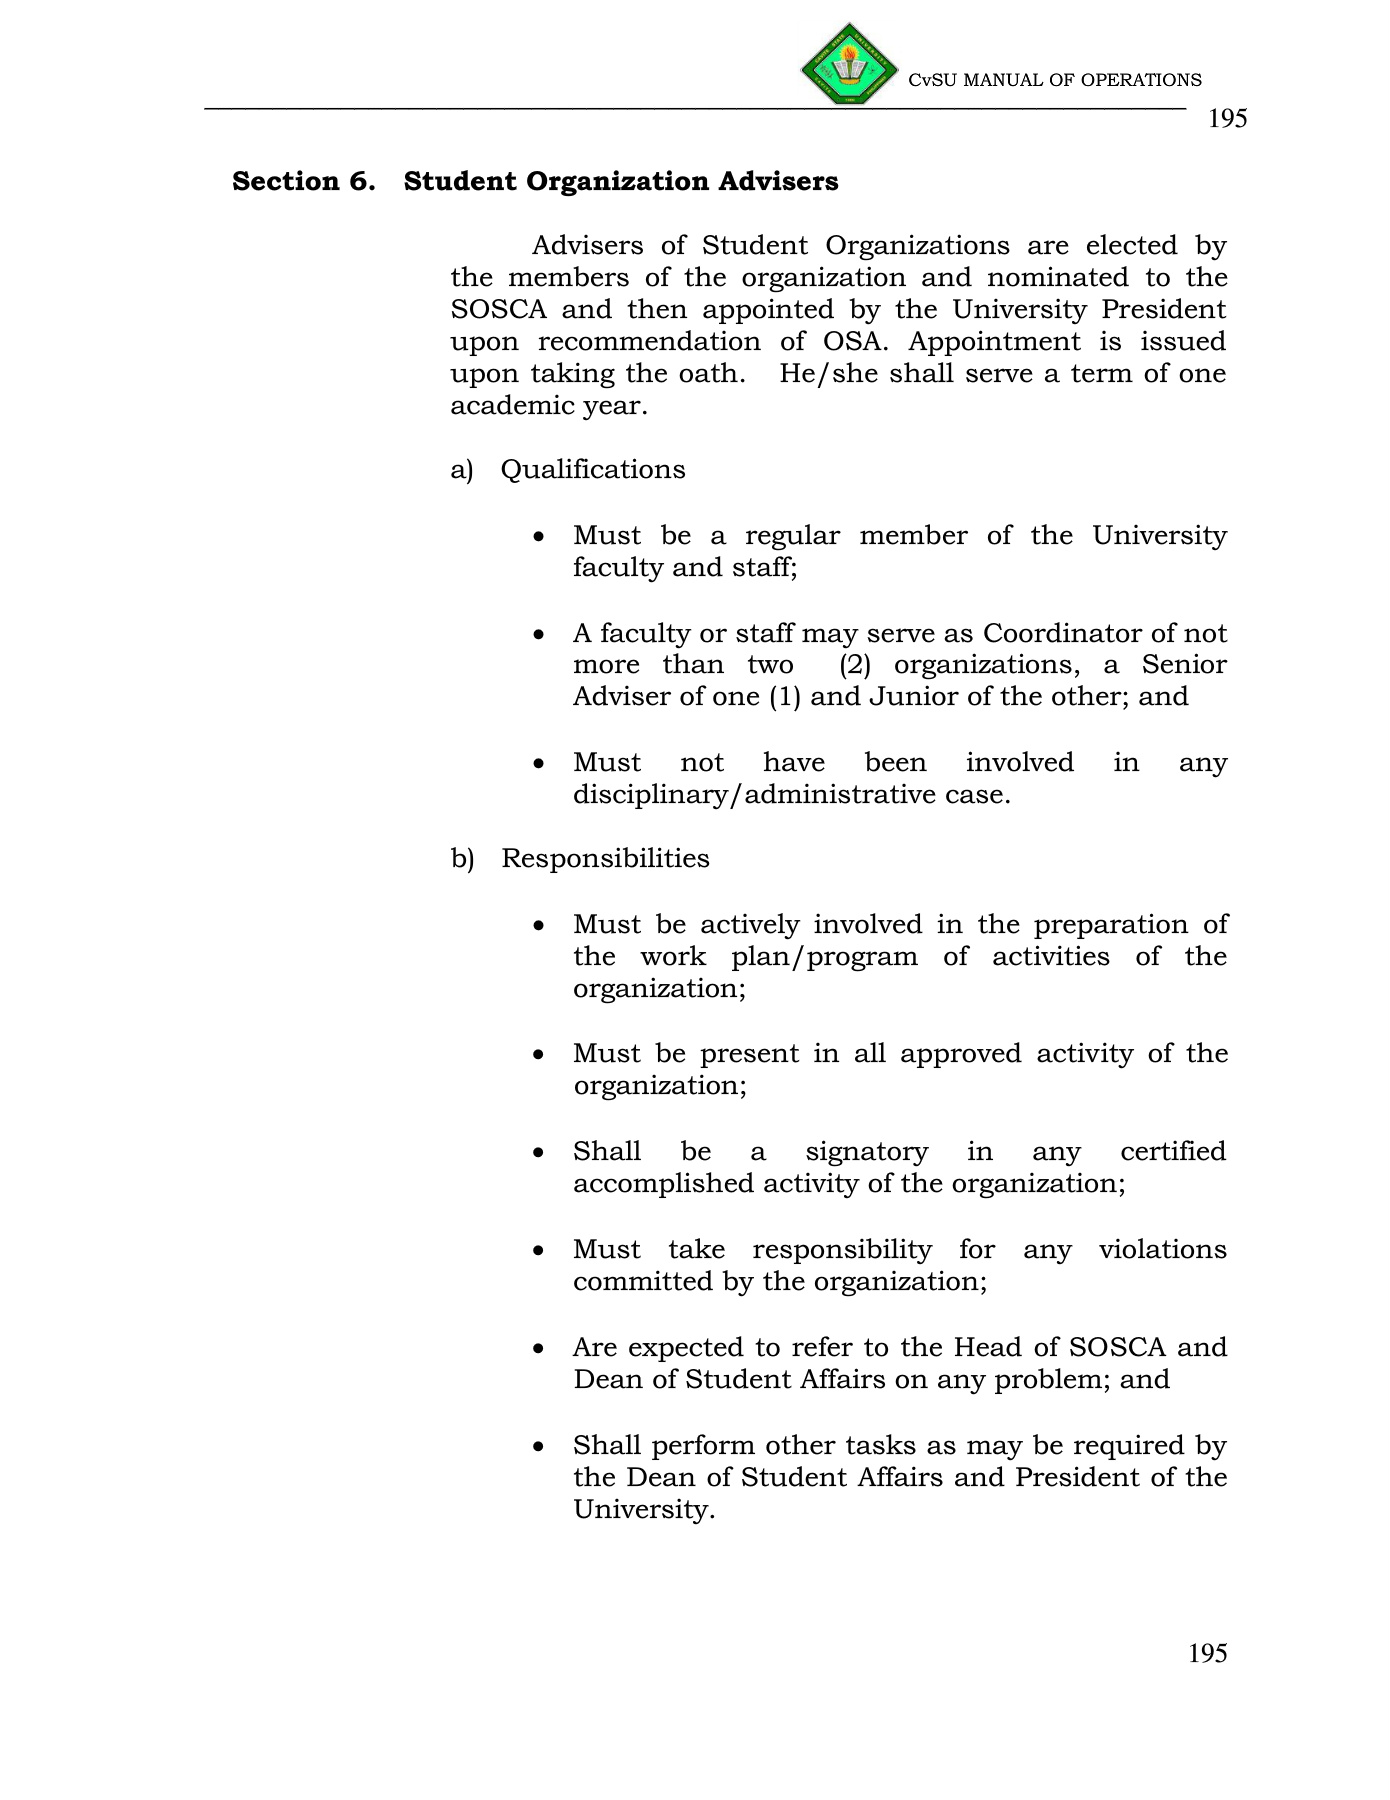 CvSU MANUAL OF OPERATIONS
195
Section 6. Student Organization Advisers
Advisers of Student Organizations are elected by
the members of the organization and nominated to the
SOSCA and then appointed by the University President
upon recommendation of OSA. Appointment is issued
upon taking the oath. He/she shall serve a term of one
academic year.
a) Qualifications
• Must be a regular member of the University
faculty and staff;
• A faculty or staff may serve as Coordinator of not
more than two (2) organizations, a Senior
Adviser of one (1) and Junior of the other; and
• Must not have been involved in any
disciplinary/administrative case.
b) Responsibilities
• Must be actively involved in the preparation of
the work plan/program of activities of the
organization;
• Must be present in all approved activity of the
organization;
• Shall be a signatory in any certified
accomplished activity of the organization;
• Must take responsibility for any violations
committed by the organization;
• Are expected to refer to the Head of SOSCA and
Dean of Student Affairs on any problem; and
• Shall perform other tasks as may be required by
the Dean of Student Affairs and President of the
University.
195